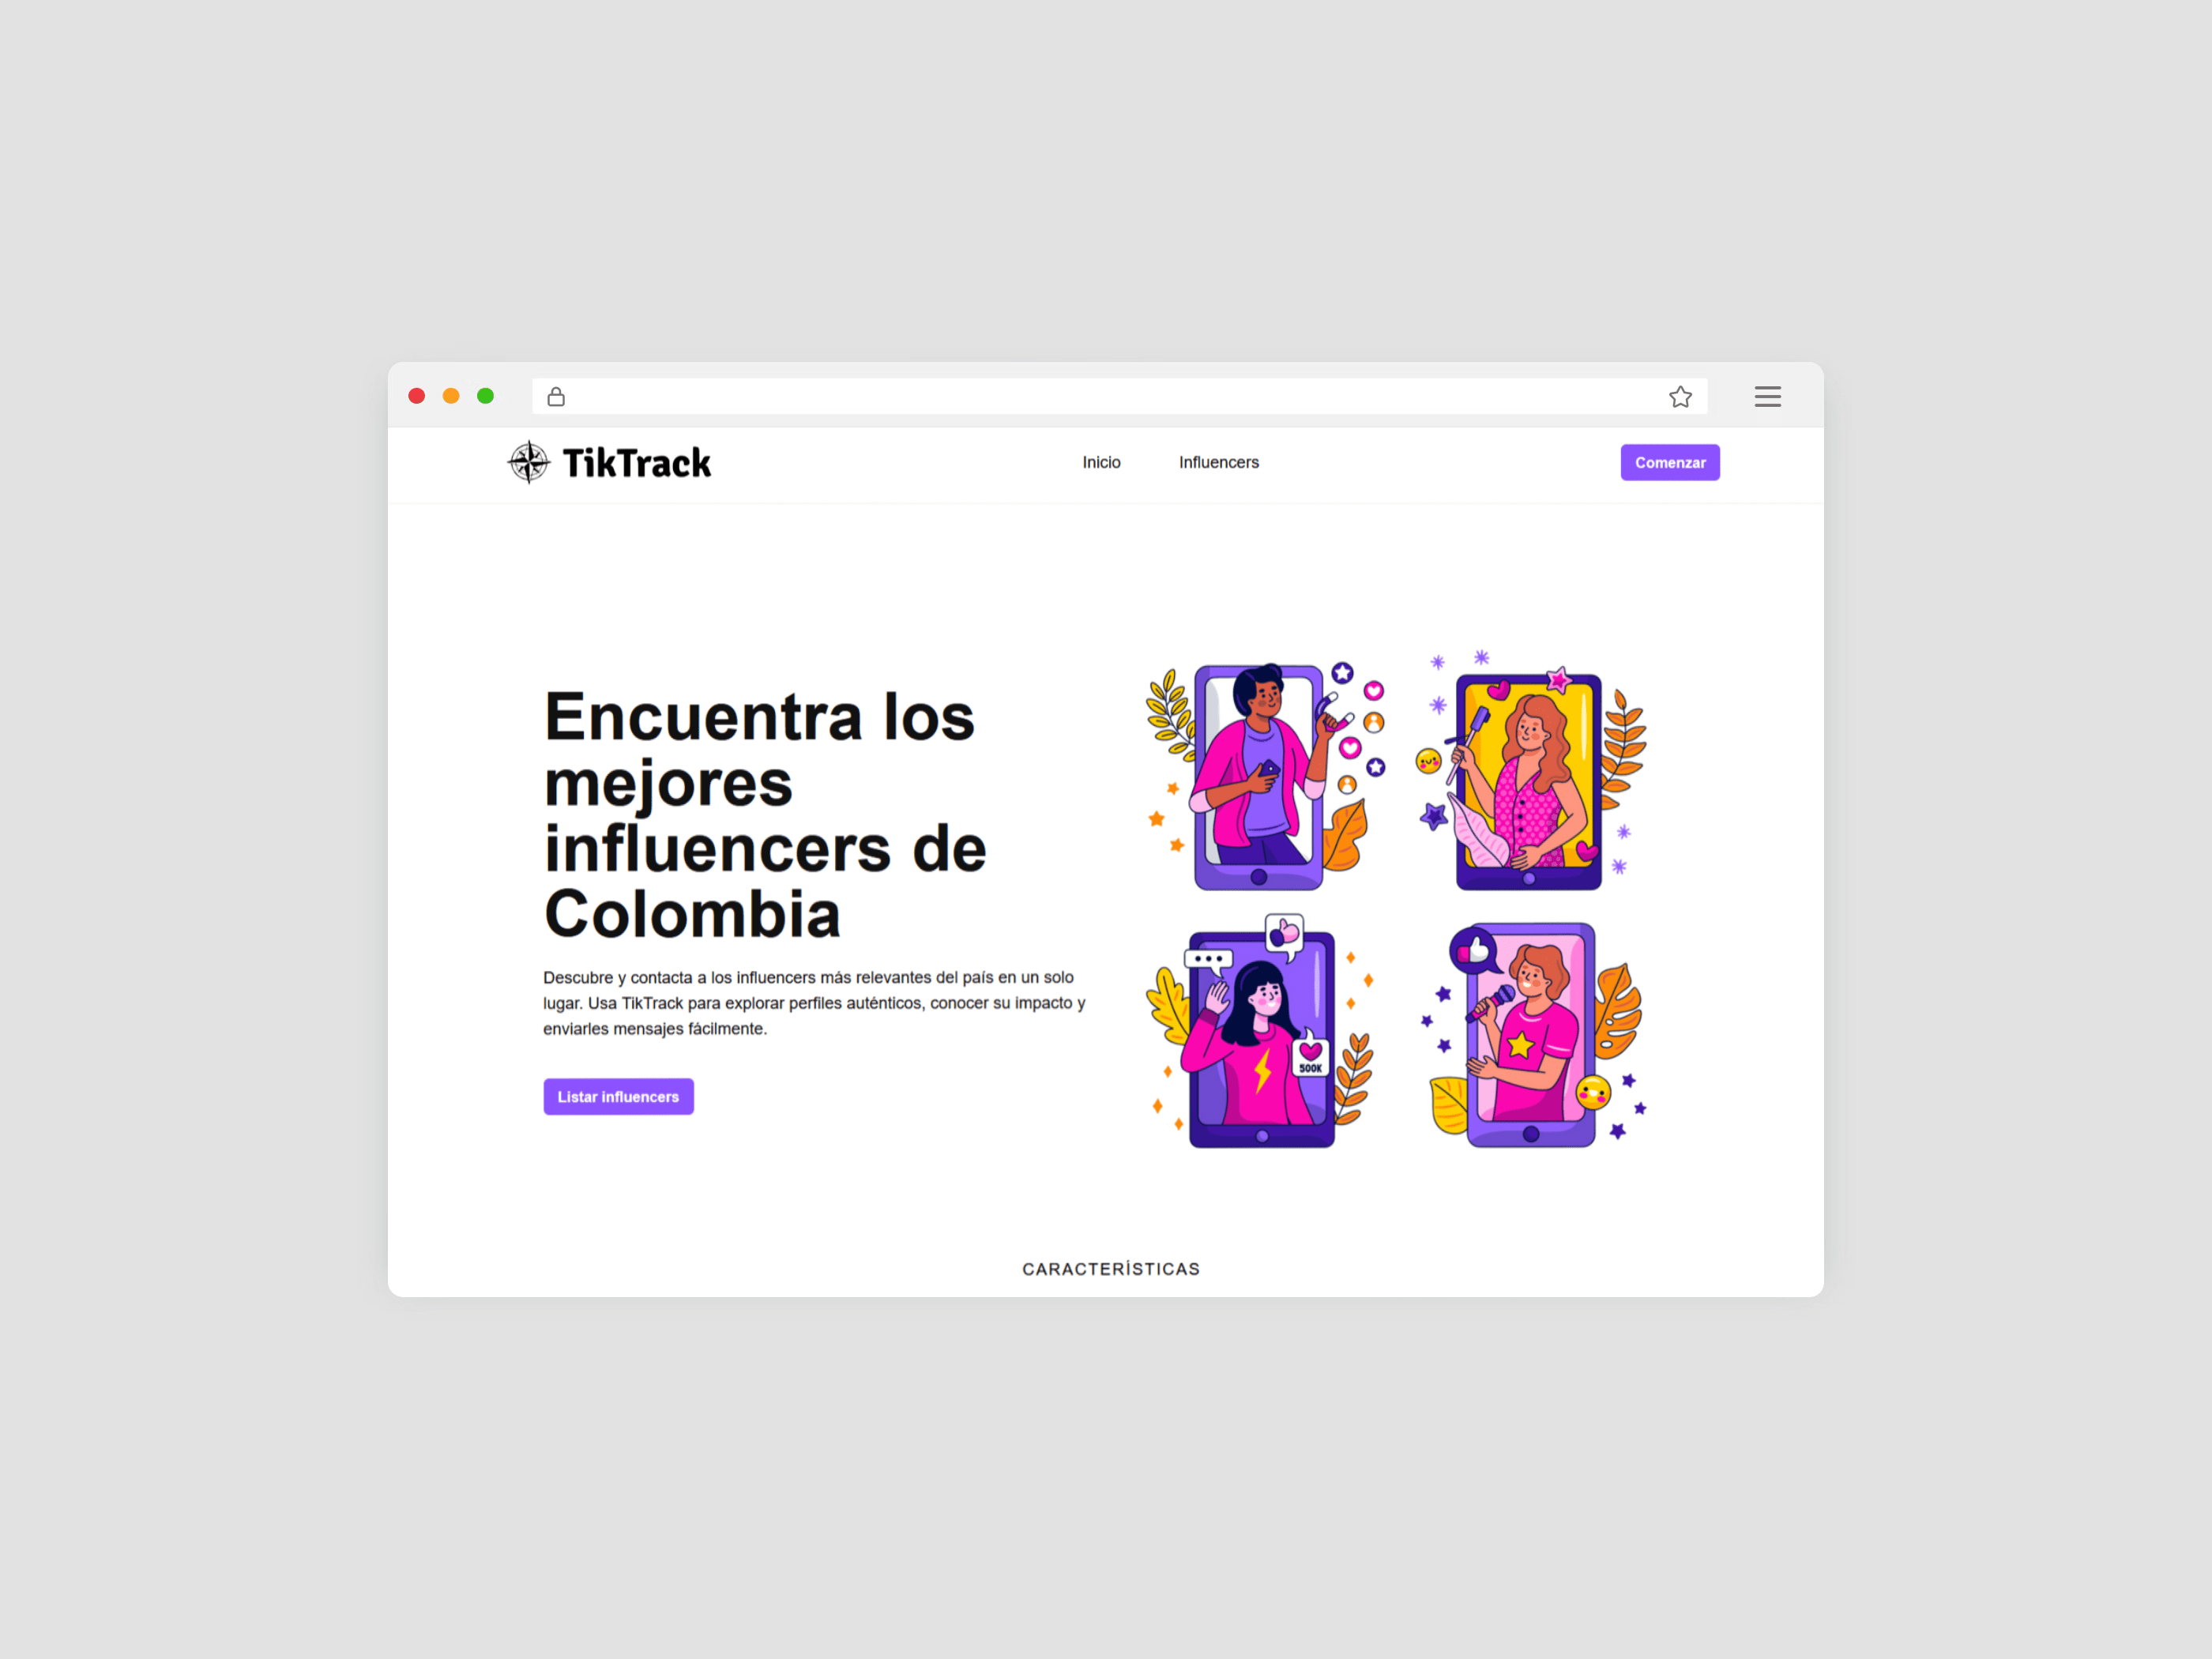 TikTrack
Inicio
Influencers
Comenzar
Encuentra los
mejores
influencers de
Colombia
Descubre y contacta a los influencers más relevantes del país en un solo
lugar. Usa TikTrack para explorar perfiles auténticos, conocer su impacto y
enviarles mensajes fácilmente.
Listar influencers
500K
CARACTERÍSTICAS